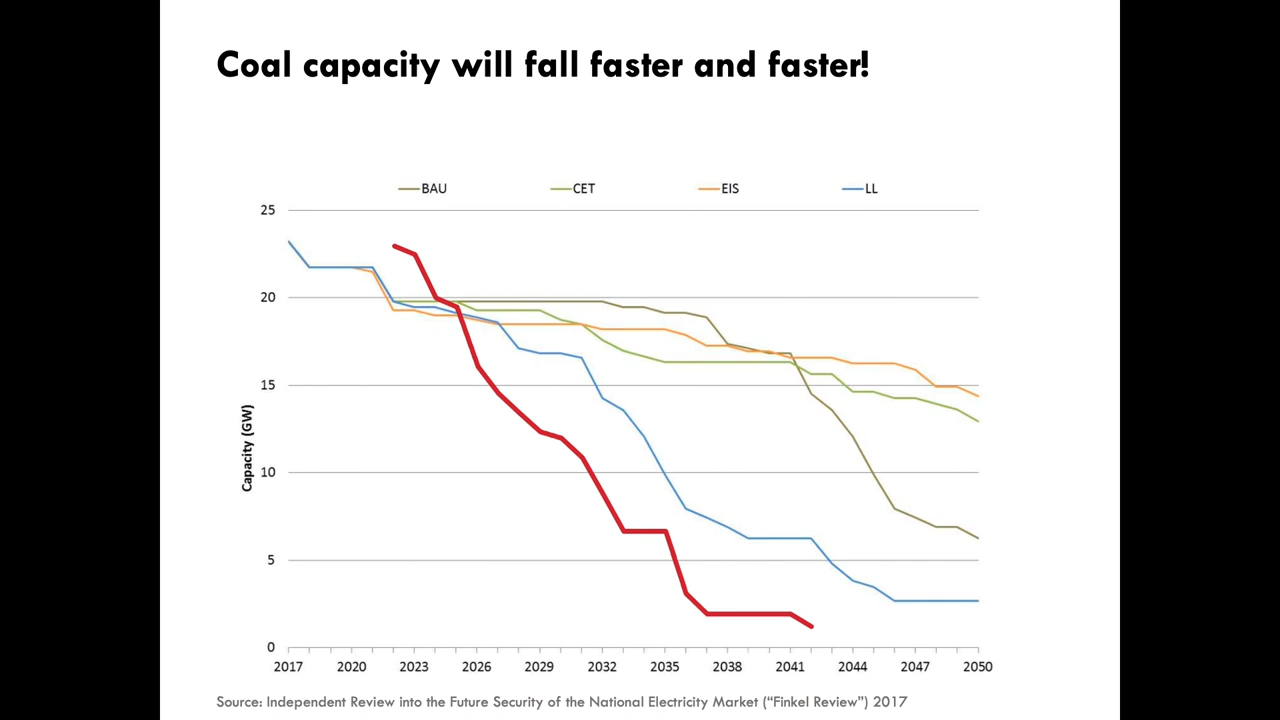 Coal capacity will fall faster and faster!
BAU CET EIS LL
25
20
15
10
5
0
Capacity (GW)
2017 2020 2023 2026 2029 2032 2035 2038 2041 2044 2047 2050
Source: Independent Review into the Future Security of the National Electricity Market (“Finkel Review”) 2017